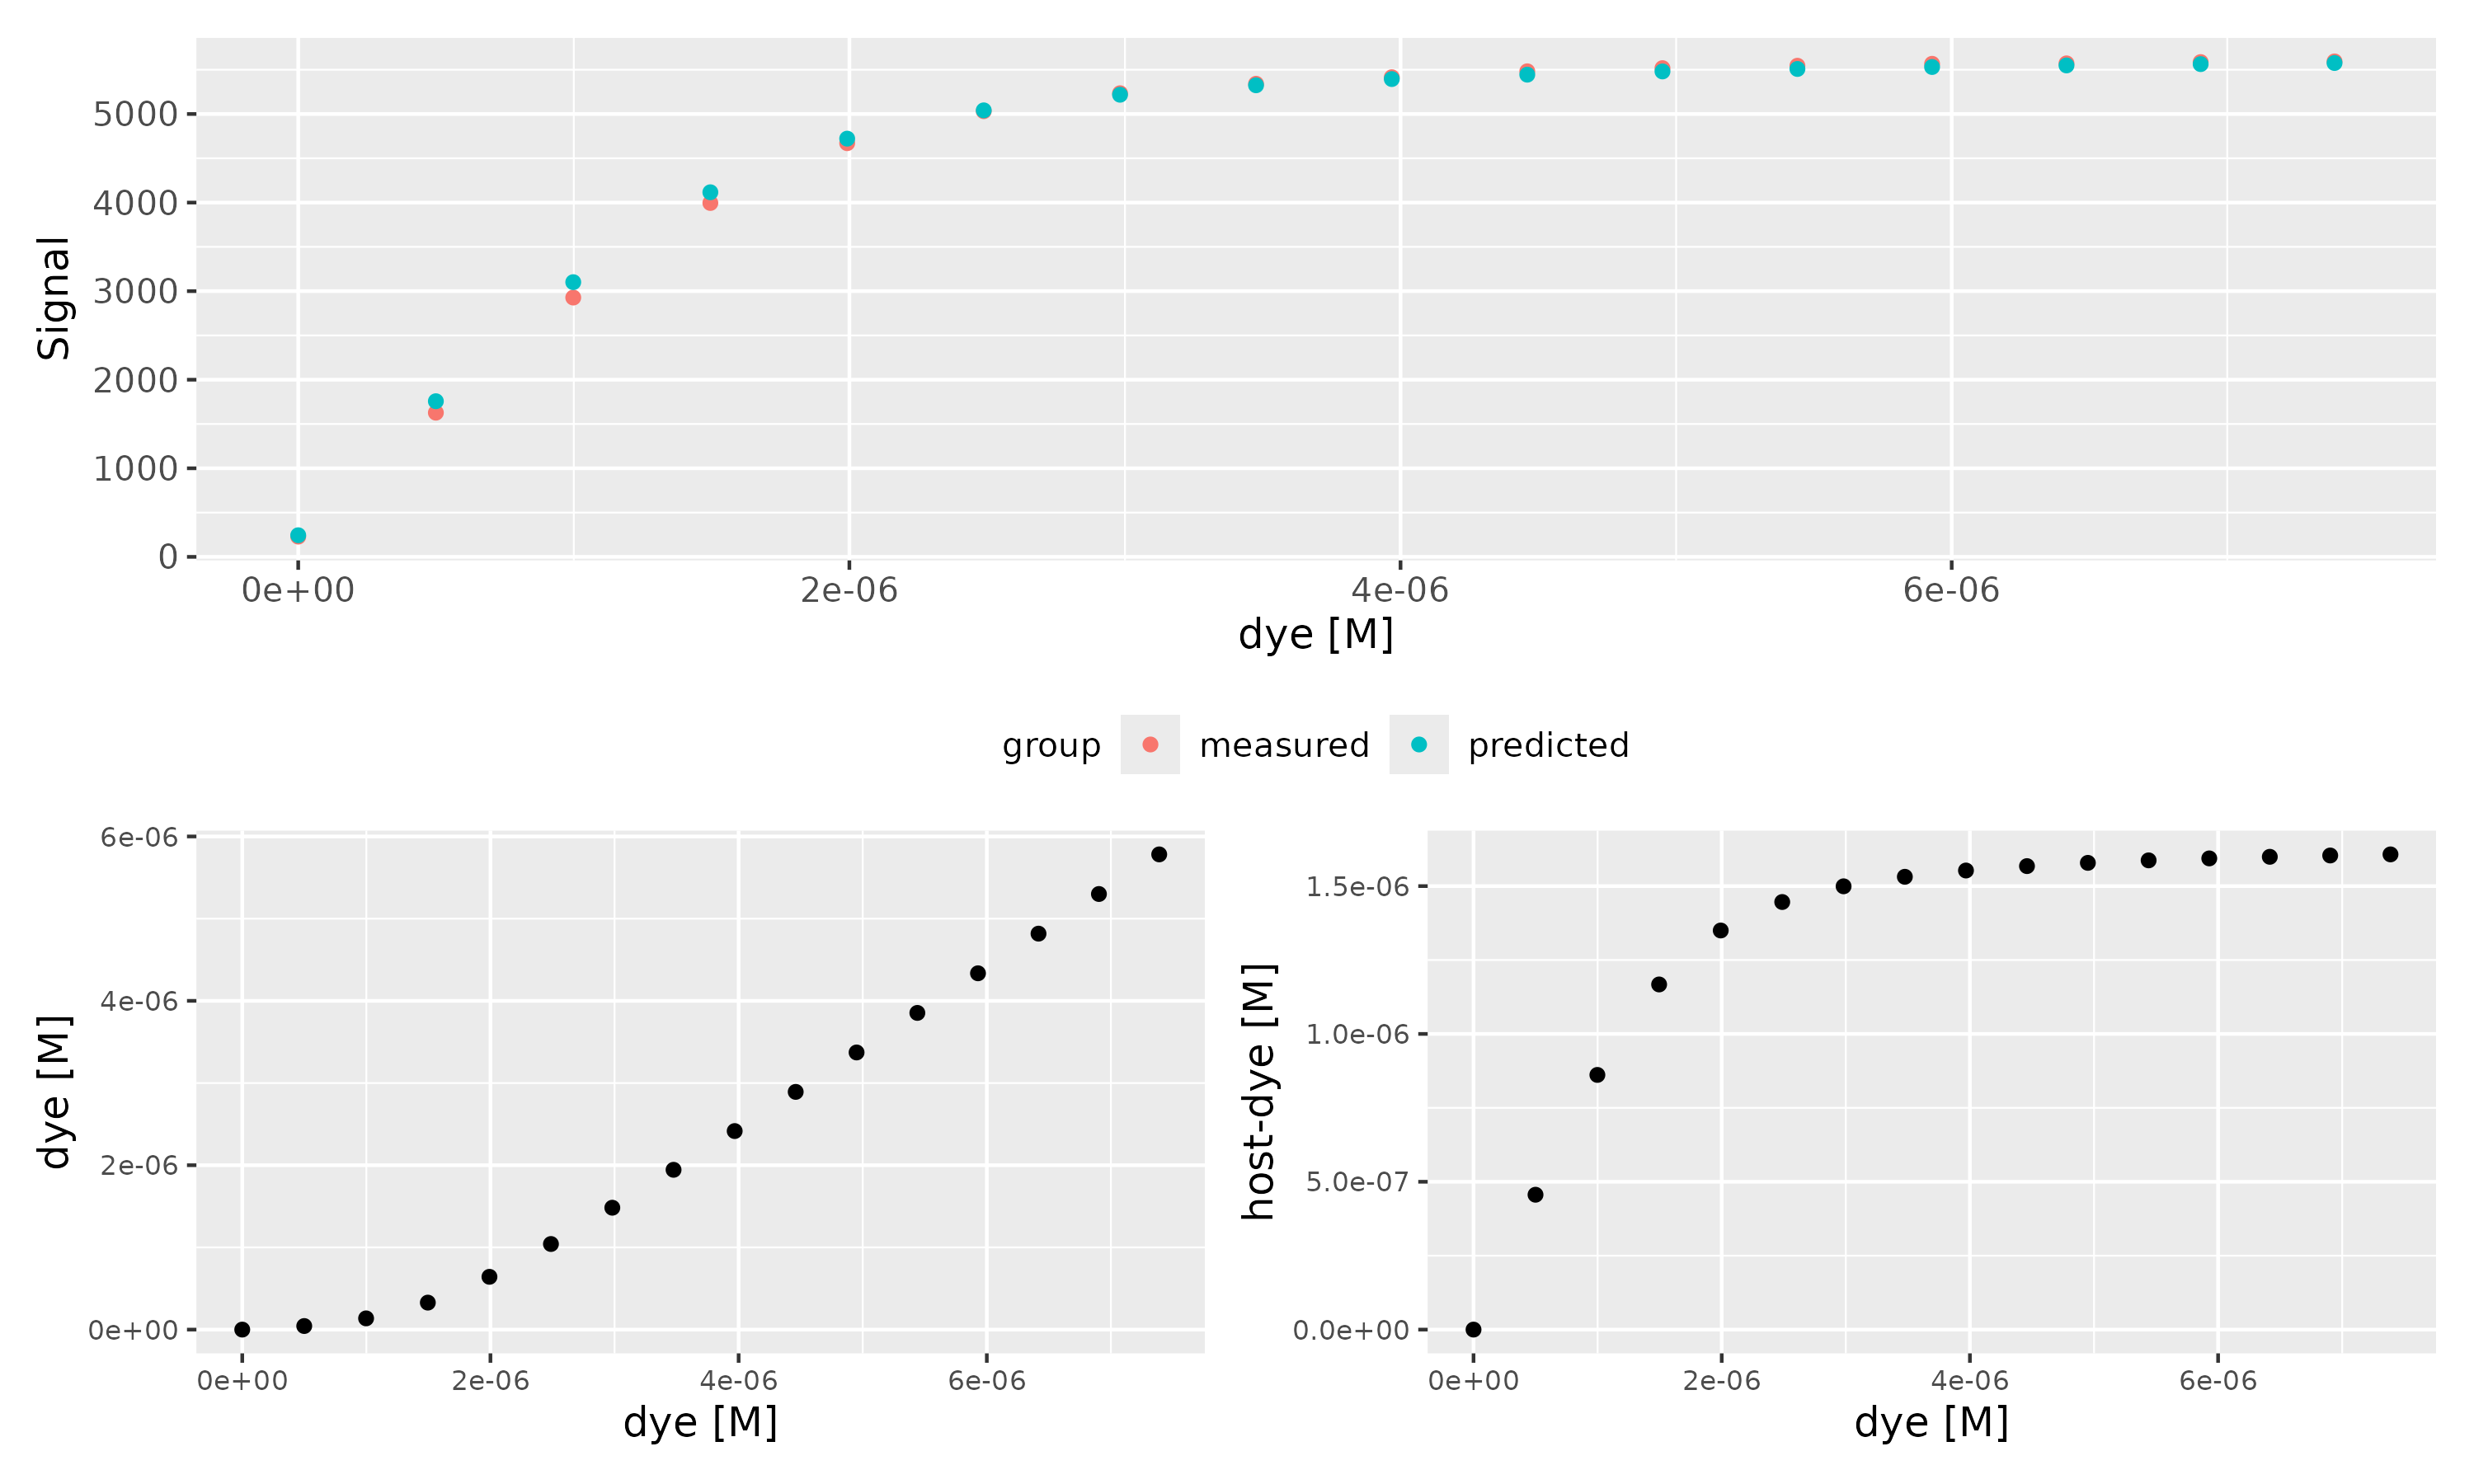 Signal
5000
4000
3000
2000
1000
0
0e+00 2e-06 4e-06 6e-06
dye [M]
group measured predicted
dye [M]
6e-06
4e-06
2e-06
0e+00
0e+00 2e-06 4e-06 6e-06
dye [M]
host-dye [M]
1.5e-06
1.0e-06
5.0e-07
0.0e+00
0e+00 2e-06 4e-06 6e-06
dye [M]